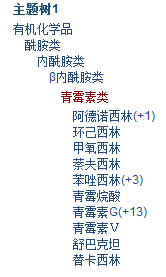 主题树1
有机化学品
酰胺类
内酰胺类
β内酰胺类
青霉素类
阿德诺西林(+1)
环己西林
甲氧西林
萘夫西林
苯唑西林(+3)
青霉烷酸
青霉素G(+13)
青霉素Ⅴ
舒巴克坦
替卡西林